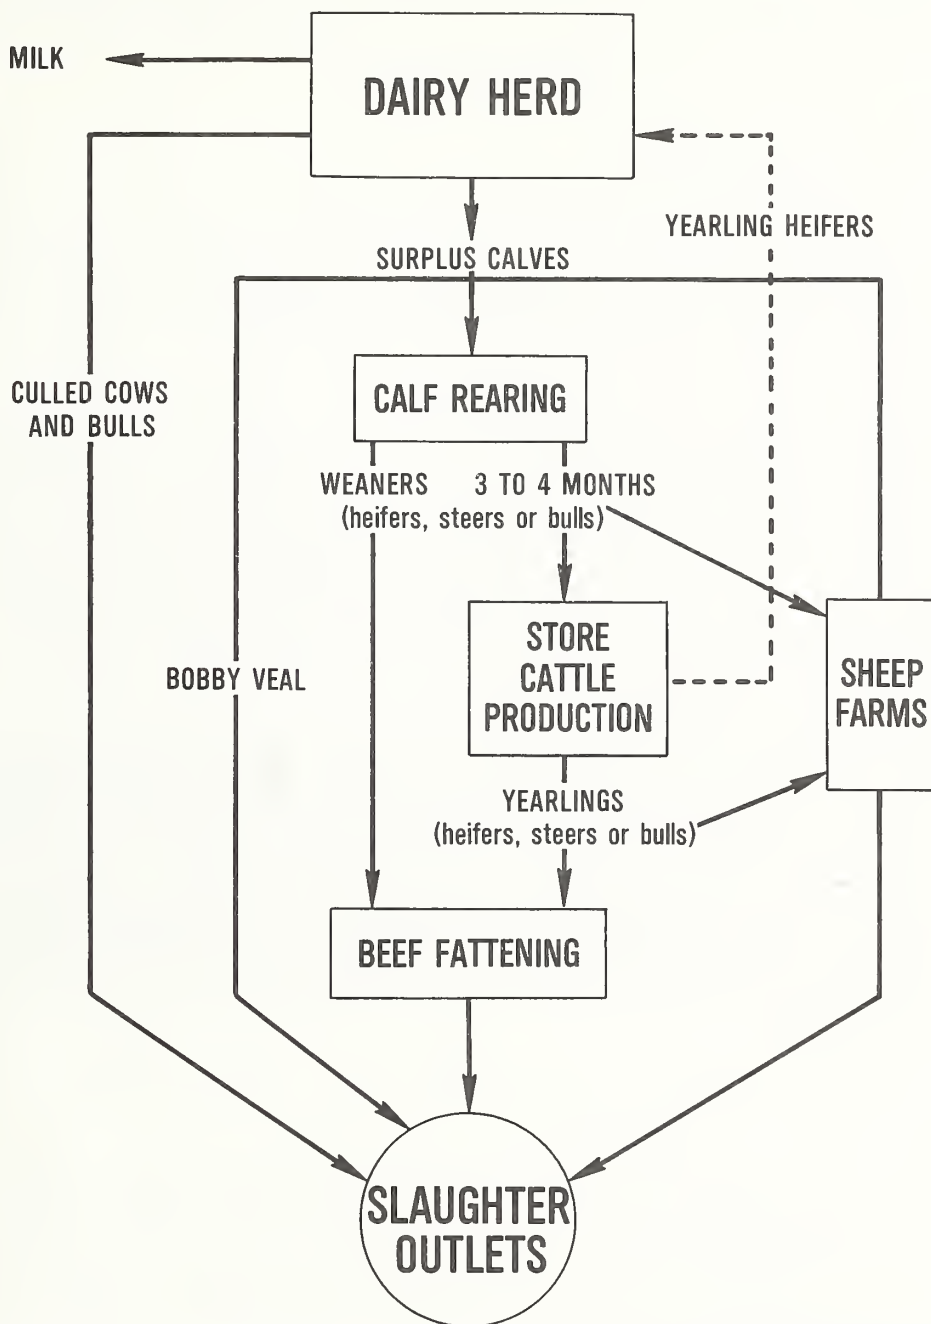 MILK
DAIRY HERD
YEARLING HEIFERS
SURPLUS CALVES
CULLED COWS
AND BULLS
CALF REARING
WEANERS 3 TO 4 MONTHS
(heifers, steers or bulls)
STORE
CATTLE
PRODUCTION
BOBBY VEAL
SHEEP
FARMS
YEARLINGS
(heifers, steers or bulls)
BEEF FATTENING
SLAUGHTER
OUTLETS